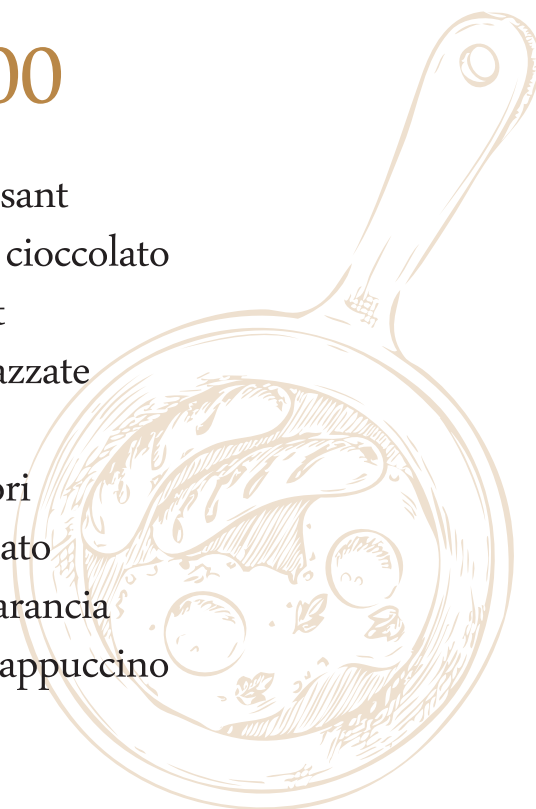 00
sant
cioccolato
t
azzate
ori
ato
arancia
appuccino